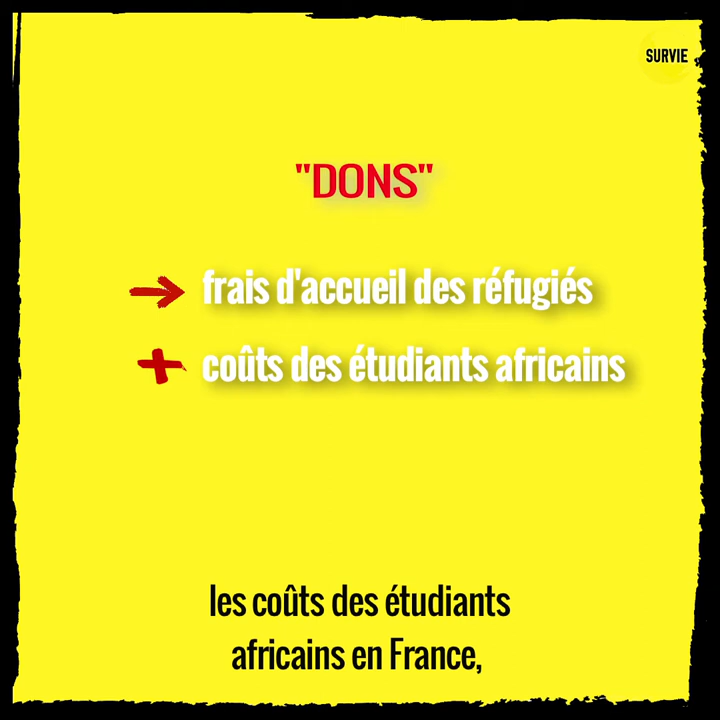 SURVIE
"DONS"
frais d'accueil des réfugiés
coûts des étudiants africains
les coûts des étudiants
africains en France,